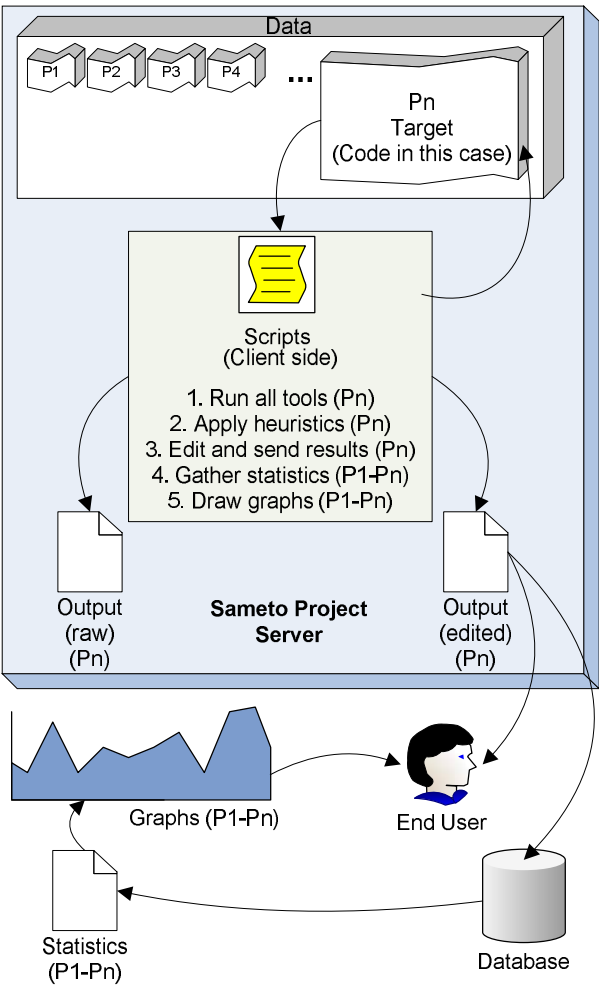 Data
P1 P2 P3 P4 ...
Pn
Target
(Code in this case)
Scripts
(Client side)
1. Run all tools (Pn)
2. Apply heuristics (Pn)
3. Edit and send results (Pn)
4. Gather statistics (P1-Pn)
5. Draw graphs (P1-Pn)
Output
(raw)
(Pn)
Sameto Project
Server
Output
(edited)
(Pn)
Graphs (P1-Pn)
End User
Statistics
(P1-Pn)
Database